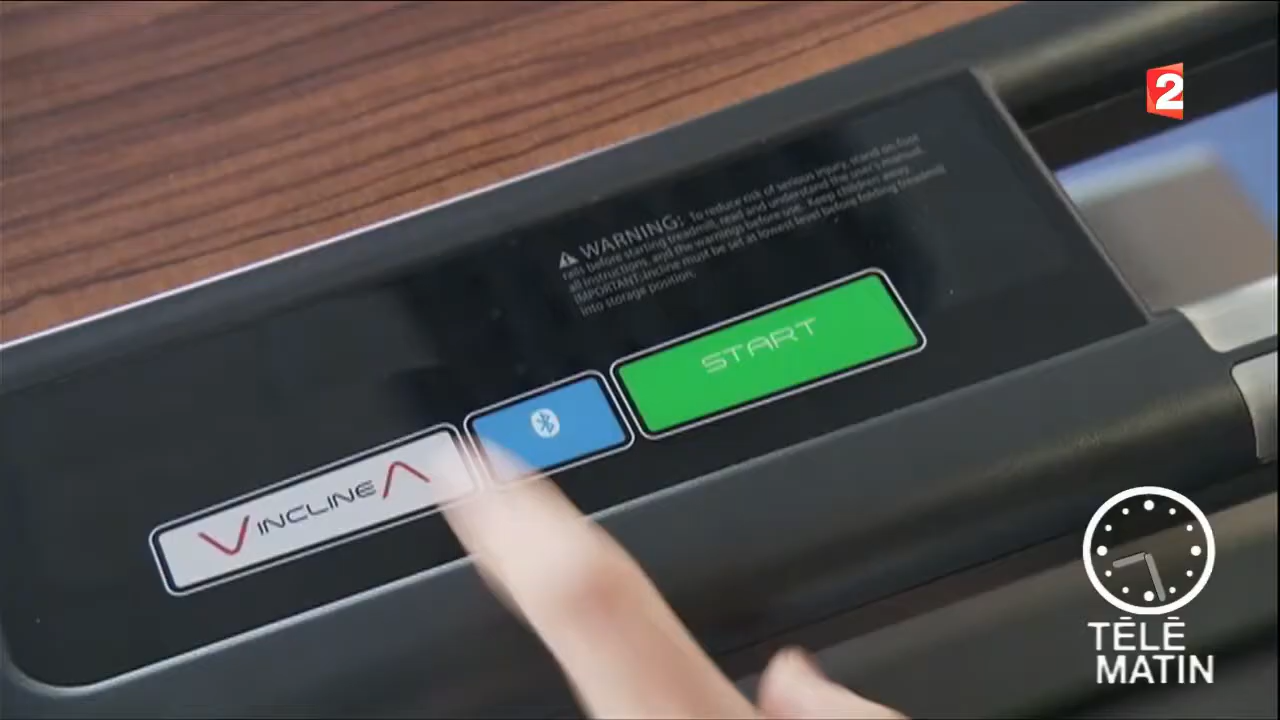 2
⚠ WARNING: To reduce risk of serious injury, stand on foot
rails before starting treadmill, read and understand the user's manual,
all instructions, and the warnings before use. Keep children away.
IMPORTANT: Incline must be set at lowest level before folding treadmill
into storage position.
START
INCLINE
TÉLÉ
MATIN